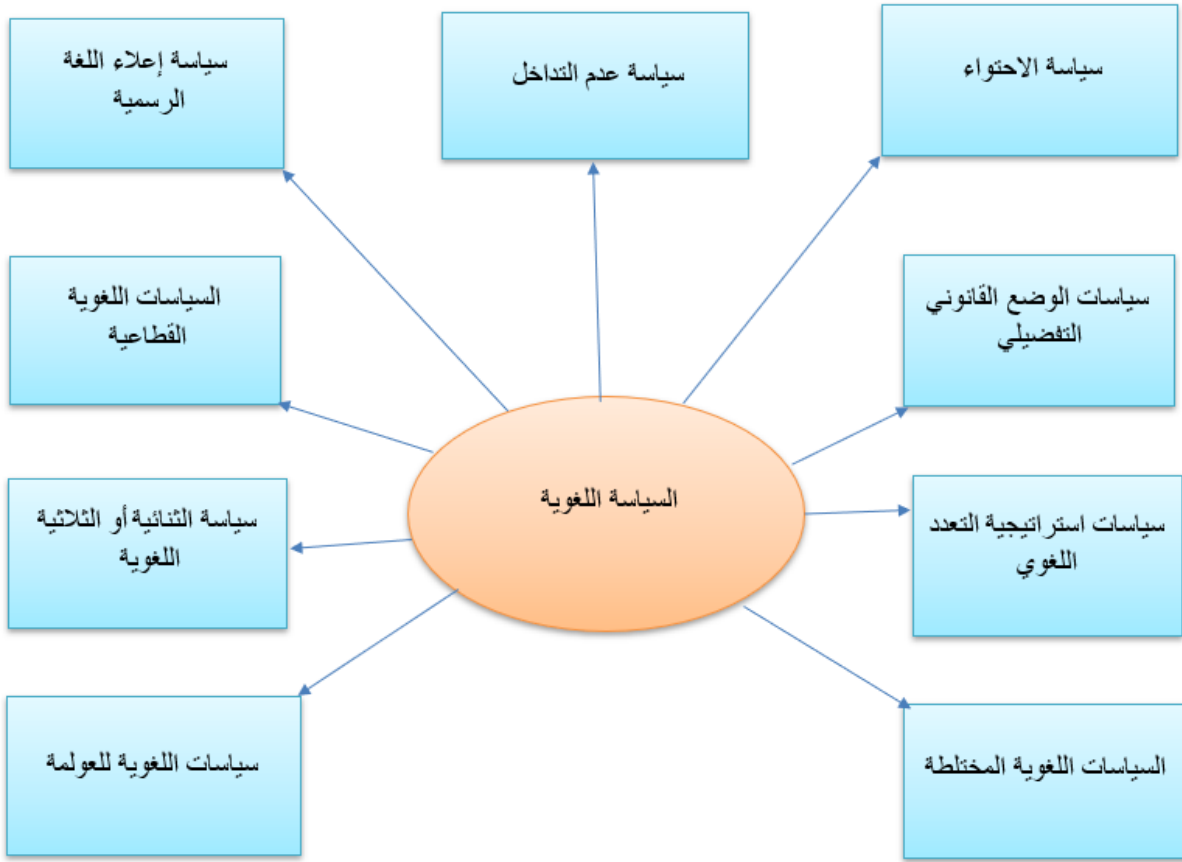 سياسة الاحتواء
سياسة عدم التداخل
سياسة إعلاء اللغة
الرسمية
سياسات الوضع القانوني
التفضيلي
السياسات اللغوية
القطاعية
السياسة اللغوية
سياسات استراتيجية التعدد
اللغوي
سياسة الثنائية أو الثلاثية
اللغوية
السياسات اللغوية المختلطة
سياسات اللغوية للعولمة